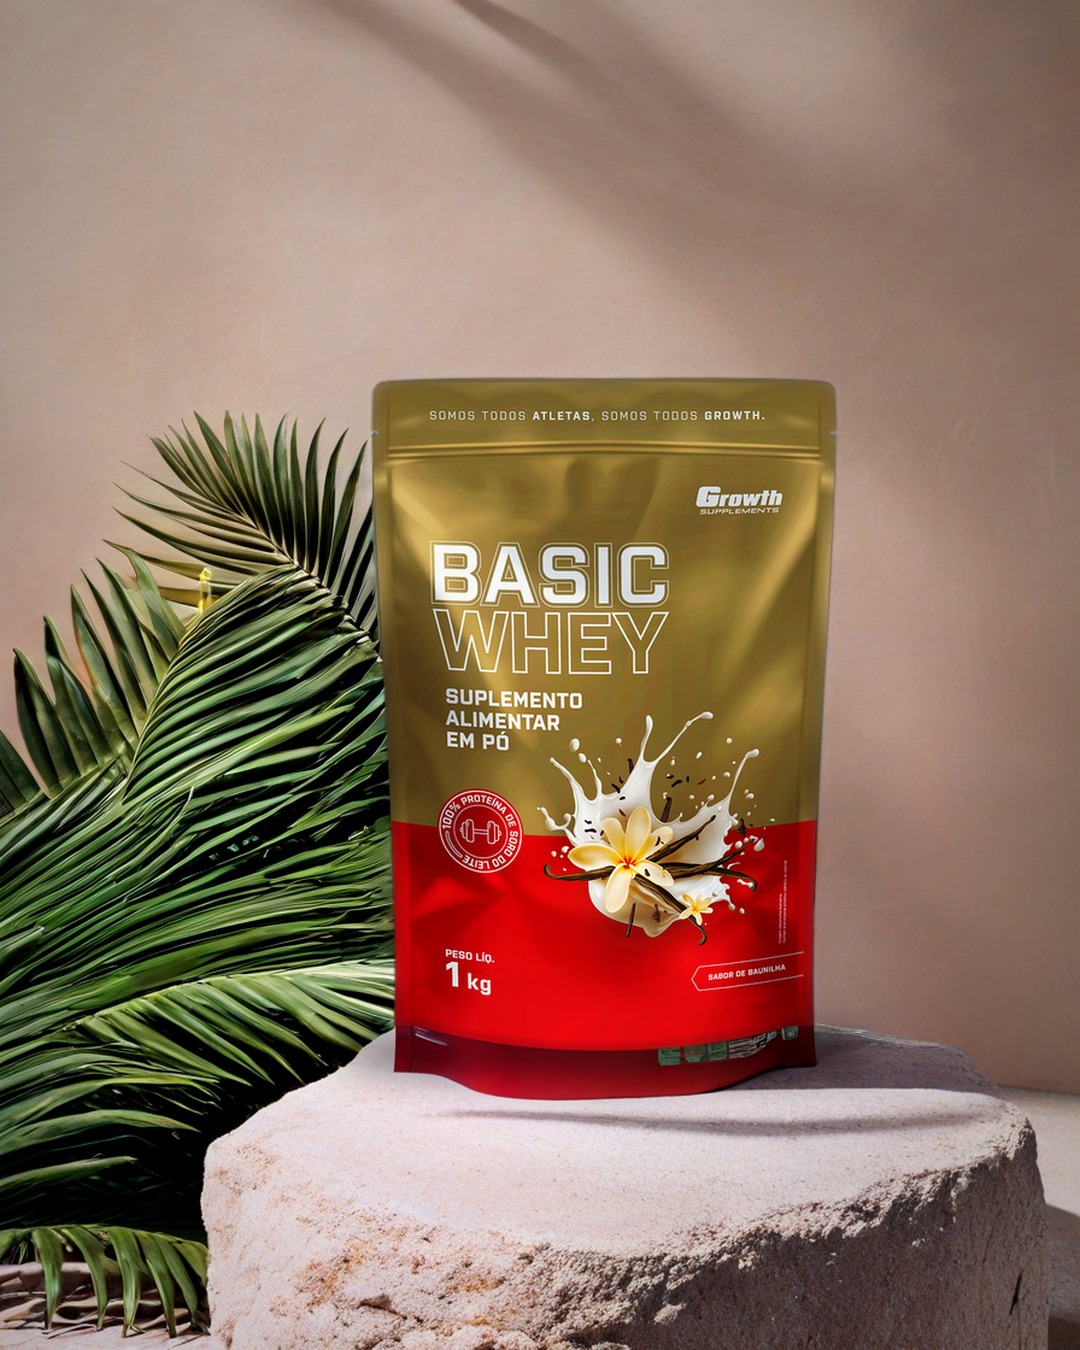 SOMOS TODOS ATLETAS, SOMOS TODOS GROWTH.
Growth
SUPPLEMENTS
BASIC
WHEY
SUPLEMENTO
ALIMENTAR
EM PÓ
100% PROTEÍNA DE SORO DO LEITE
PESO LÍQ.
1 kg
SABOR DE BAUNILHA